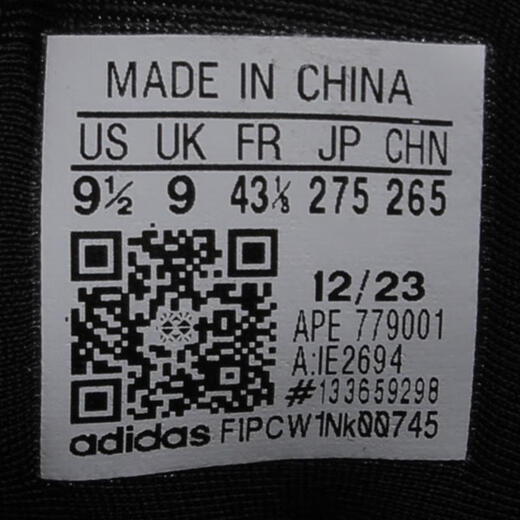 MADE IN CHINA
US UK FR JP CHN
9½ 9 43⅓ 275 265
12/23
APE 779001
A:IE2694
#133659298
adidas F1PCW1Nk00745